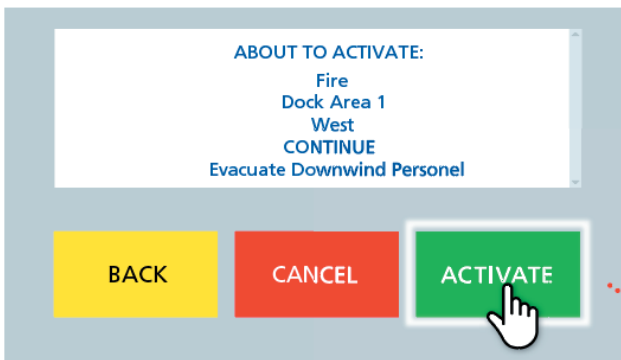 ABOUT TO ACTIVATE:
Fire
Dock Area 1
West
CONTINUE
Evacuate Downwind Personel
BACK CANCEL ACTIVATE